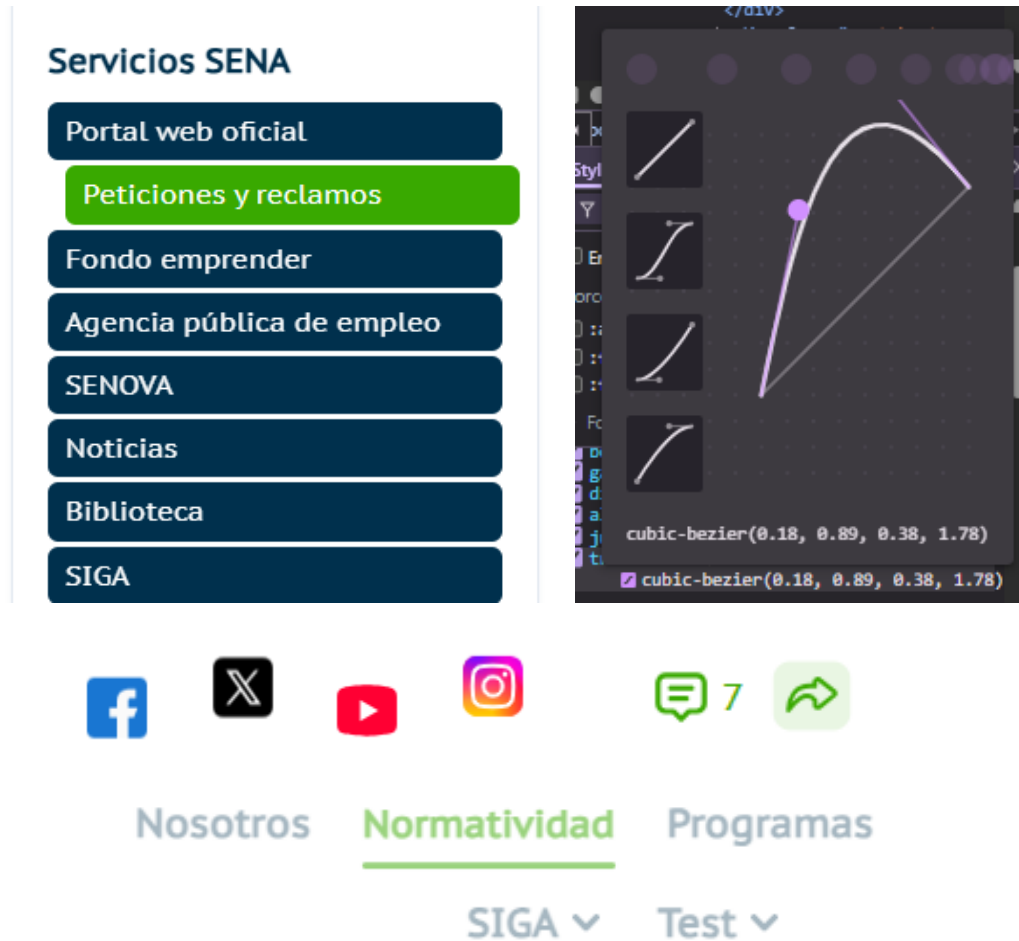 Servicios SENA
Portal web oficial
Peticiones y reclamos
Fondo emprender
Agencia pública de empleo
SENOVA
Noticias
Biblioteca
SIGA
</div>
cubic-bezier(0.18, 0.89, 0.38, 1.78)
cubic-bezier(0.18, 0.89, 0.38, 1.78)
7
Nosotros Normatividad Programas
SIGA Test